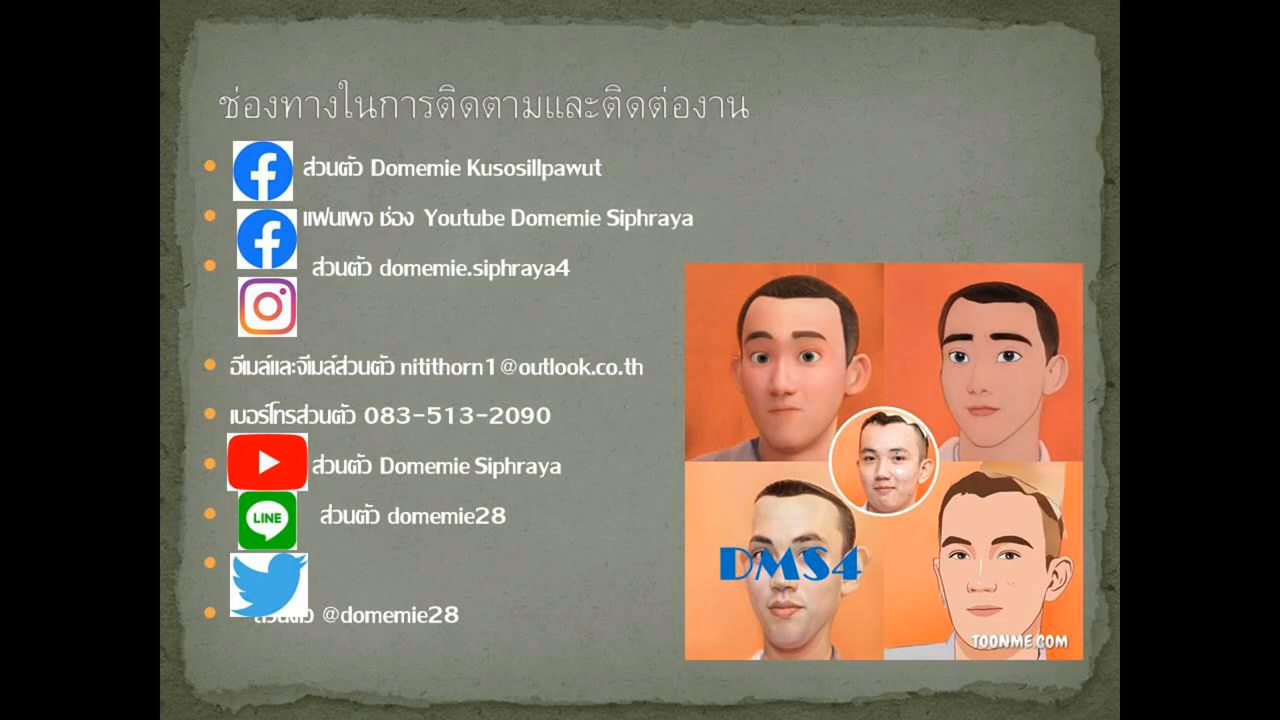 ช่องทางในการติดตามและติดต่องาน
ส่วนตัว Domemie Kusosillpawut
แฟนเพจ ช่อง Youtube Domemie Siphraya
ส่วนตัว domemie.siphraya4
อีเมล์และจีเมล์ส่วนตัว nitithorn1@outlook.co.th
เบอร์โทรส่วนตัว 083-513-2090
ส่วนตัว Domemie Siphraya
LINE ส่วนตัว domemie28
ส่วนตัว @domemie28
DMS4
TOONME.COM